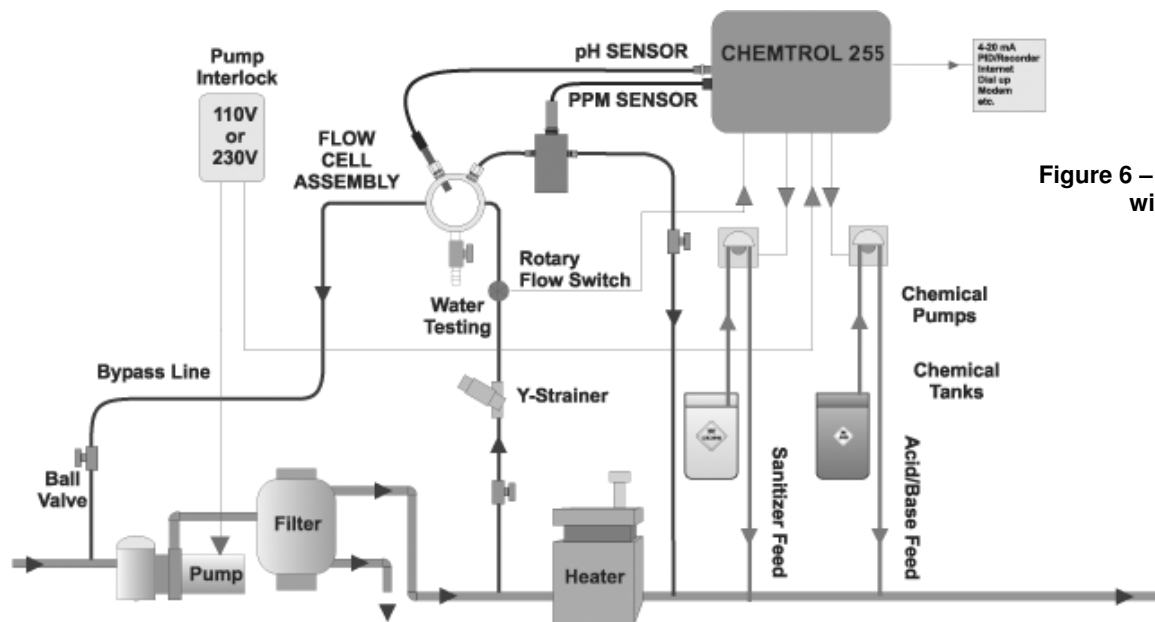 pH SENSOR
CHEMTROL 255
4-20 mA
PID/Recorder
Internet
Dial up
Modem
etc.
Pump
Interlock
PPM SENSOR
110V
or
230V
FLOW
CELL
ASSEMBLY
Figure 6 –
wi
Rotary
Flow Switch
Water
Testing
Chemical
Pumps
Bypass Line
Chemical
Tanks
Y-Strainer
Ball
Valve
Sanitizer Feed
Acid/Base Feed
Filter
Pump
Heater